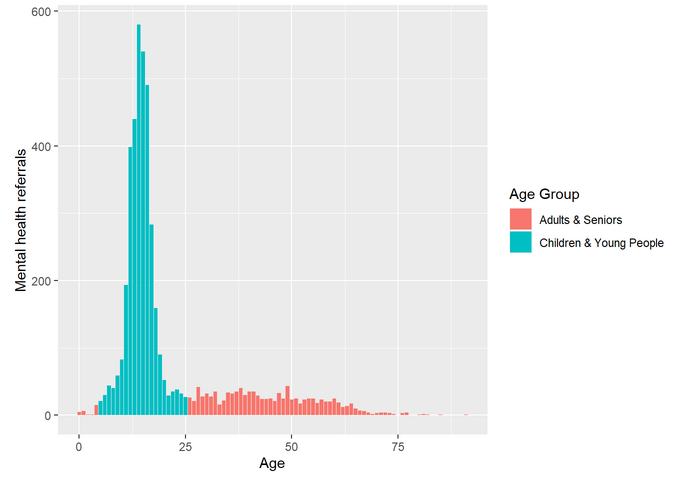 600
400
200
0
Mental health referrals
0 25 50 75
Age
Age Group
Adults & Seniors
Children & Young People